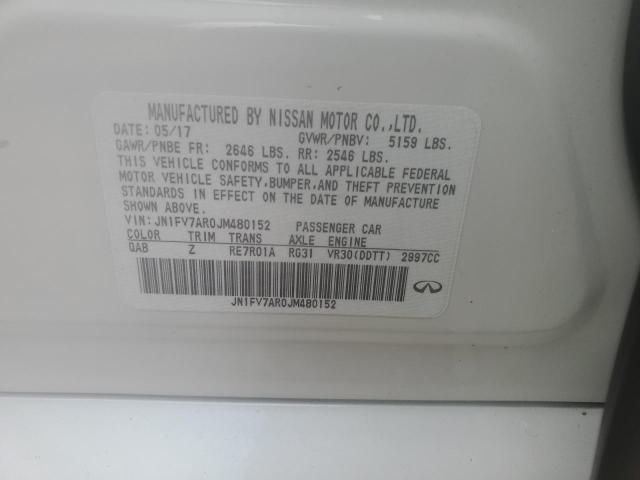 MANUFACTURED BY NISSAN MOTOR CO.,LTD.
DATE: 05/17 GVWR/PNBV: 5159 LBS.
GAWR/PNBE FR: 2646 LBS. RR: 2546 LBS.
THIS VEHICLE CONFORMS TO ALL APPLICABLE FEDERAL
MOTOR VEHICLE SAFETY, BUMPER, AND THEFT PREVENTION
STANDARDS IN EFFECT ON THE DATE OF MANUFACTURE
SHOWN ABOVE.
VIN: JN1FV7AR0JM480152 PASSENGER CAR
COLOR TRIM TRANS AXLE ENGINE
QAB Z RE7R01A RG31 VR30(DDTT) 2997CC
JN1FV7AR0JM480152